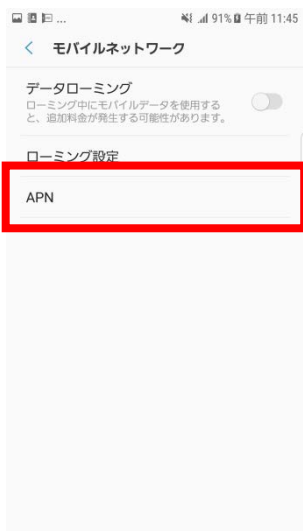 ... 91% 午前 11:45
モバイルネットワーク
データローミング
ローミング中にモバイルデータを使用する
と、追加料金が発生する可能性があります。
ローミング設定
APN